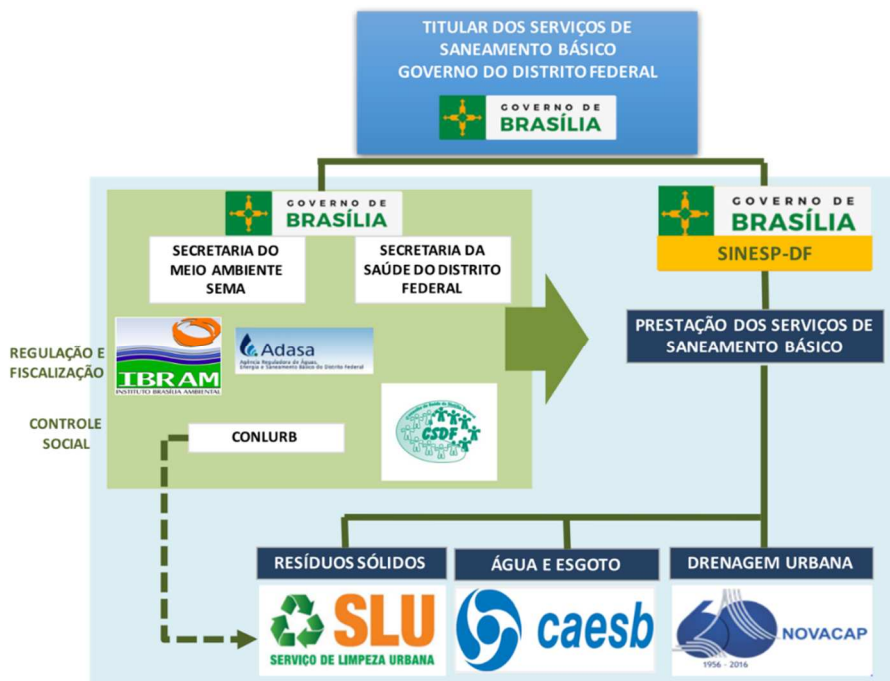 TITULAR DOS SERVIÇOS DE
SANEAMENTO BÁSICO
GOVERNO DO DISTRITO FEDERAL
GOVERNO DE
BRASÍLIA
GOVERNO DE
BRASÍLIA
SECRETARIA DO
MEIO AMBIENTE
SEMA
SECRETARIA DA
SAÚDE DO DISTRITO
FEDERAL
GOVERNO DE
BRASÍLIA
SINESP-DF
PRESTAÇÃO DOS SERVIÇOS DE
SANEAMENTO BÁSICO
REGULAÇÃO E
FISCALIZAÇÃO
IBRAM
INSTITUTO BRASÍLIA AMBIENTAL
Adasa
Agência Reguladora de Águas,
Energia e Saneamento Básico do Distrito Federal
CONTROLE
SOCIAL
CONLURB
CSDF
RESÍDUOS SÓLIDOS
ÁGUA E ESGOTO
DRENAGEM URBANA
SLU
SERVIÇO DE LIMPEZA URBANA
caesb
60
NOVACAP
1956 - 2016